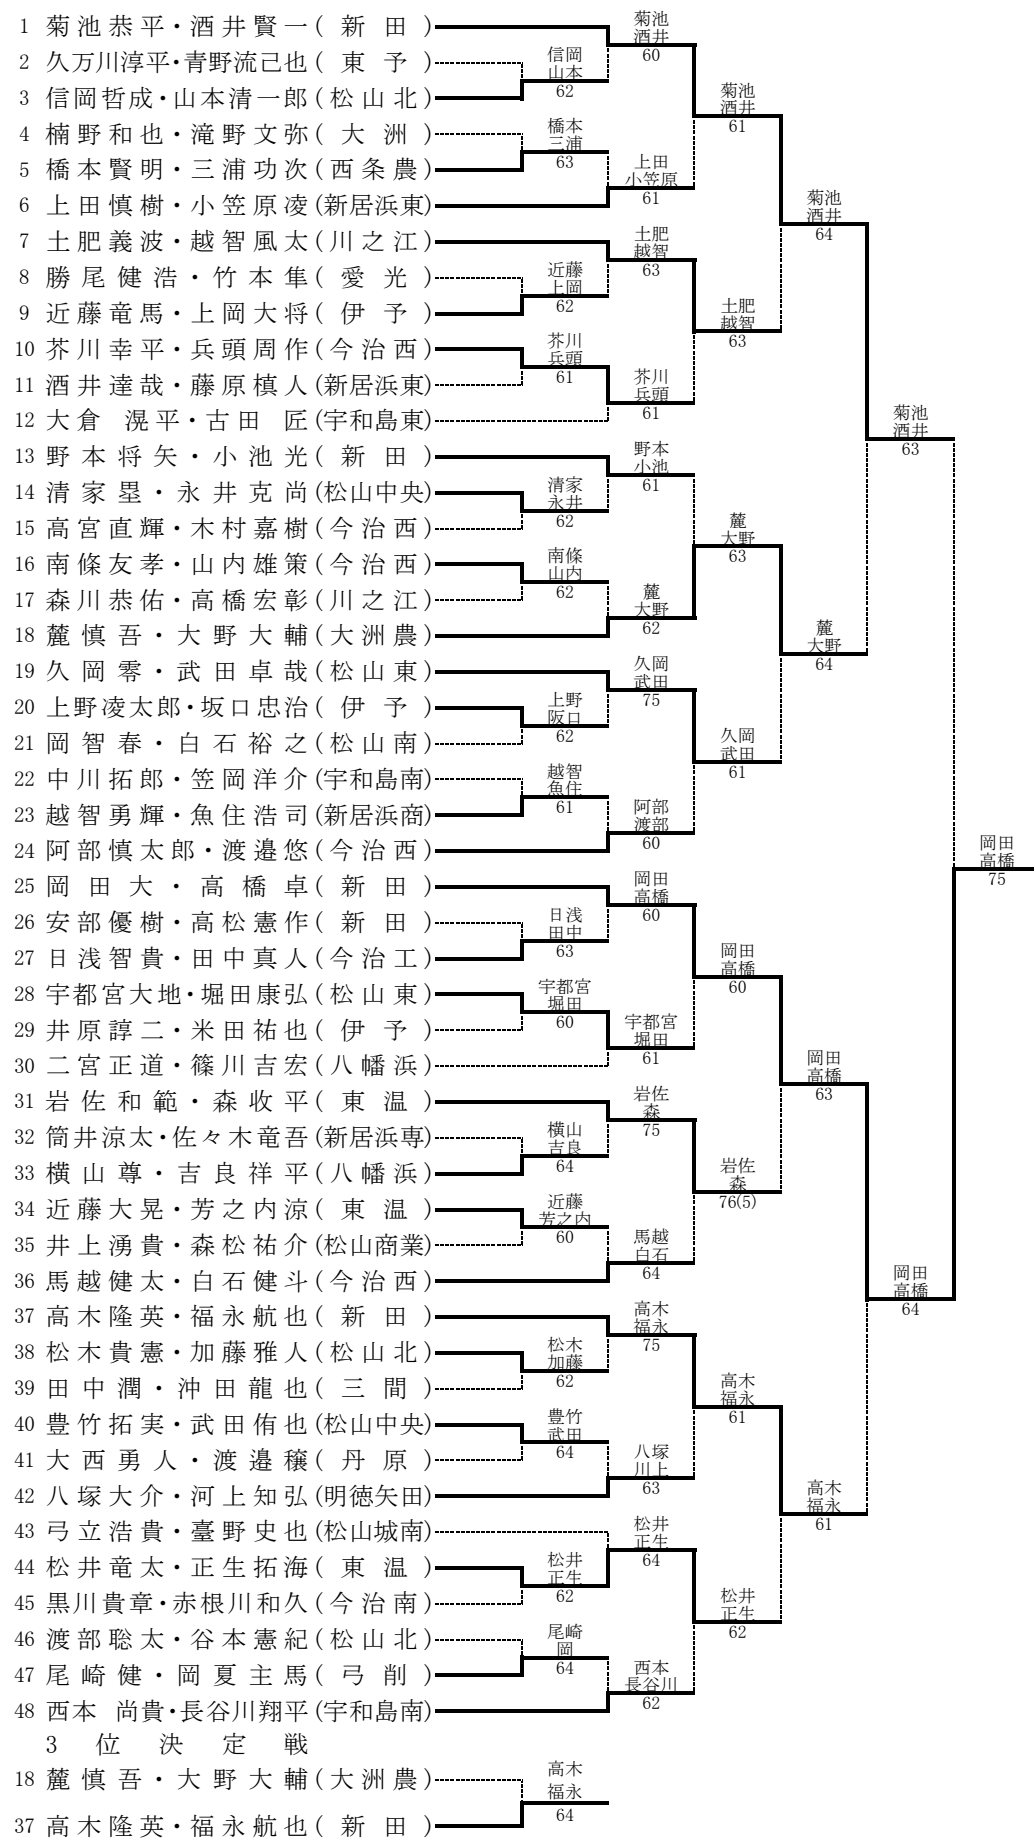 1 菊池恭平・酒井賢一(新田)
2 久万川淳平・青野流己也(東予)
3 信岡哲成・山本清一郎(松山北)
4 楠野和也・滝野文弥(大洲)
5 橋本賢明・三浦功次(西条農)
6 上田慎樹・小笠原凌(新居浜東)
7 土肥義波・越智風太(川之江)
8 勝尾健浩・竹本隼(愛光)
9 近藤竜馬・上岡大将(伊予)
10 芥川幸平・兵頭周作(今治西)
11 酒井達哉・藤原槙人(新居浜東)
12 大倉 滉平・古田 匠(宇和島東)
13 野本将矢・小池光(新田)
14 清家塁・永井克尚(松山中央)
15 高宮直輝・木村嘉樹(今治西)
16 南條友孝・山内雄策(今治西)
17 森川恭佑・高橋宏彰(川之江)
18 麓慎吾・大野大輔(大洲農)
19 久岡零・武田卓哉(松山東)
20 上野凌太郎・坂口忠治(伊予)
21 岡智春・白石裕之(松山南)
22 中川拓郎・笠岡洋介(宇和島南)
23 越智勇輝・魚住浩司(新居浜商)
24 阿部慎太郎・渡邉悠(今治西)
25 岡田大・高橋卓(新田)
26 安部優樹・高松憲作(新田)
27 日浅智貴・田中真人(今治工)
28 宇都宮大地・堀田康弘(松山東)
29 井原諄二・米田祐也(伊予)
30 二宮正道・篠川吉宏(八幡浜)
31 岩佐和範・森收平(東温)
32 筒井涼太・佐々木竜吾(新居浜専)
33 横山尊・吉良祥平(八幡浜)
34 近藤大晃・芳之内涼(東温)
35 井上湧貴・森松祐介(松山商業)
36 馬越健太・白石健斗(今治西)
37 高木隆英・福永航也(新田)
38 松木貴憲・加藤雅人(松山北)
39 田中潤・沖田龍也(三間)
40 豊竹拓実・武田侑也(松山中央)
41 大西勇人・渡邉穣(丹原)
42 八塚大介・河上知弘(明徳矢田)
43 弓立浩貴・臺野史也(松山城南)
44 松井竜太・正生拓海(東温)
45 黒川貴章・赤根川和久(今治南)
46 渡部聡太・谷本憲紀(松山北)
47 尾崎健・岡夏主馬(弓削)
48 西本 尚貴・長谷川翔平(宇和島南)
信岡
山本
62
橋本
三浦
63
近藤
上岡
62
芥川
兵頭
61
清家
永井
62
南條
山内
62
上野
阪口
62
越智
魚住
61
日浅
田中
63
宇都宮
堀田
60
横山
吉良
64
近藤
芳之内
60
松木
加藤
62
豊竹
武田
64
松井
正生
62
尾崎
岡
64
菊池
酒井
60
上田
小笠原
61
土肥
越智
63
芥川
兵頭
61
野本
小池
61
麓
大野
62
久岡
武田
75
阿部
渡部
60
岡田
高橋
60
宇都宮
堀田
61
岩佐
森
75
馬越
白石
64
高木
福永
75
八塚
川上
63
松井
正生
64
西本
長谷川
62
菊池
酒井
61
土肥
越智
63
麓
大野
63
久岡
武田
61
岡田
高橋
60
岩佐
森
76(5)
高木
福永
61
松井
正生
62
菊池
酒井
64
麓
大野
64
岡田
高橋
63
高木
福永
61
菊池
酒井
63
岡田
高橋
64
岡田
高橋
75
3位決定戦
18 麓慎吾・大野大輔(大洲農)
37 高木隆英・福永航也(新田)
高木
福永
64